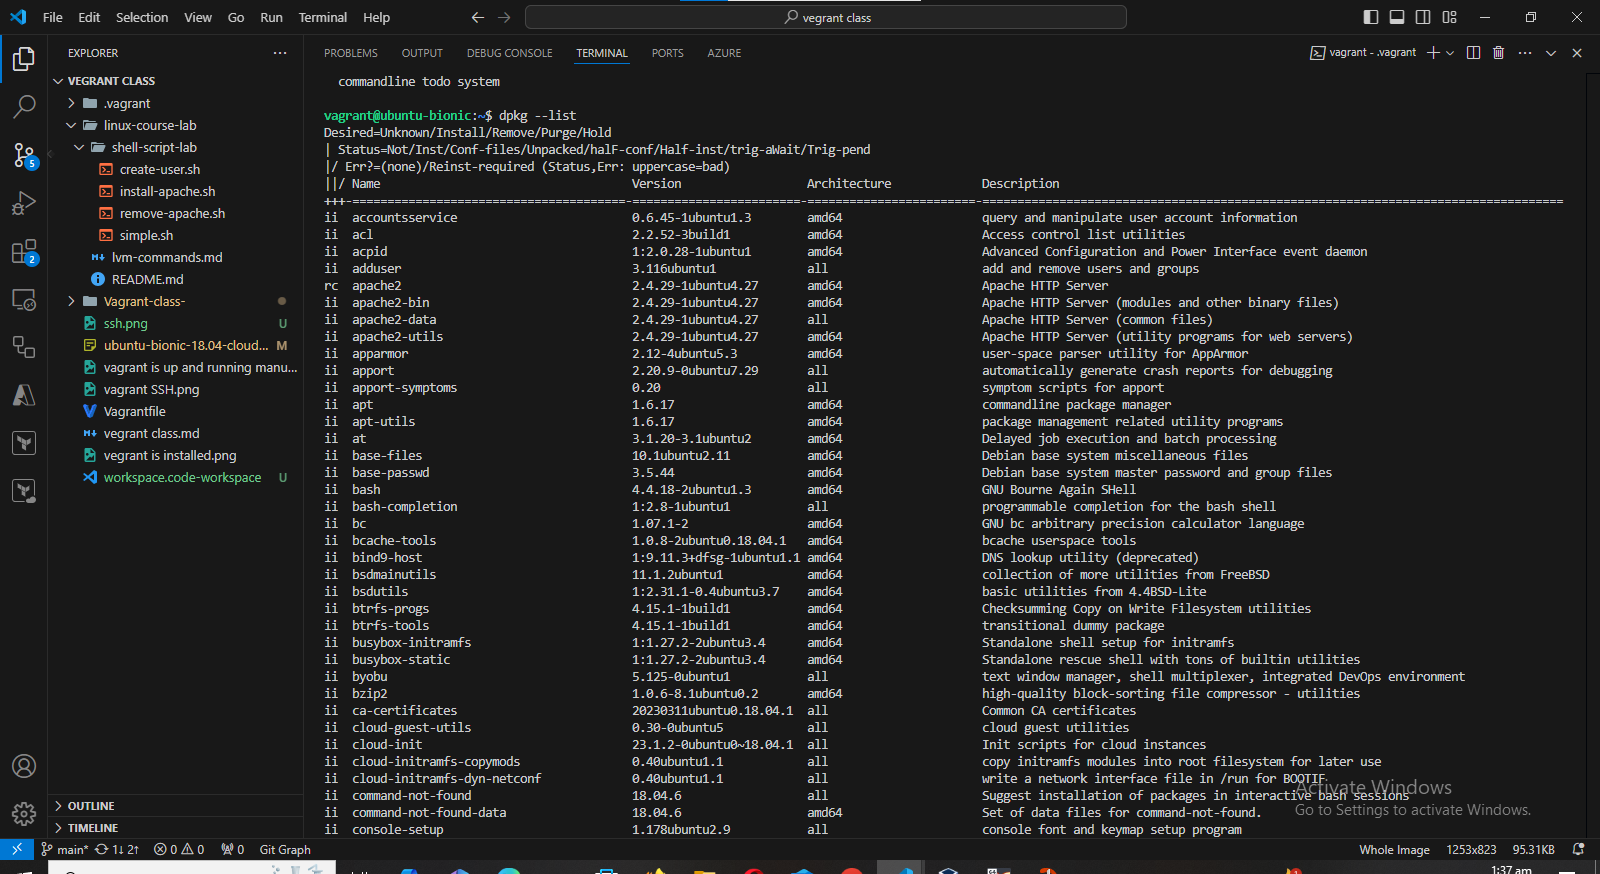 File Edit Selection View Go Run Terminal Help
vegrant class
EXPLORER
VEGRANT CLASS
.vagrant
linux-course-lab
shell-script-lab
create-user.sh
install-apache.sh
remove-apache.sh
simple.sh
lvm-commands.md
README.md
Vagrant-class-
ssh.png U
ubuntu-bionic-18.04-cloud... M
vagrant is up and running manu...
vagrant SSH.png
Vagrantfile
vegrant class.md
vegrant is installed.png
workspace.code-workspace U
OUTLINE
TIMELINE
5
2
PROBLEMS OUTPUT DEBUG CONSOLE TERMINAL PORTS AZURE
vagrant - .vagrant
commandline todo system
vagrant@ubuntu-bionic:~$ dpkg --list
Desired=Unknown/Install/Remove/Purge/Hold
| Status=Not/Inst/Conf-files/Unpacked/halF-conf/Half-inst/trig-aWait/Trig-pend
|/ Err?=(none)/Reinst-required (Status,Err: uppercase=bad)
||/ Name Version Architecture Description
ii accountsservice 0.6.45-1ubuntu1.3 amd64 query and manipulate user account information
ii acl 2.2.52-3build1 amd64 Access control list utilities
ii acpid 1:2.0.28-1ubuntu1 amd64 Advanced Configuration and Power Interface event daemon
ii adduser 3.116ubuntu1 all add and remove users and groups
rc apache2 2.4.29-1ubuntu4.27 amd64 Apache HTTP Server
ii apache2-bin 2.4.29-1ubuntu4.27 amd64 Apache HTTP Server (modules and other binary files)
ii apache2-data 2.4.29-1ubuntu4.27 all Apache HTTP Server (common files)
ii apache2-utils 2.4.29-1ubuntu4.27 amd64 Apache HTTP Server (utility programs for web servers)
ii apparmor 2.12-4ubuntu5.3 amd64 user-space parser utility for AppArmor
ii apport 2.20.9-0ubuntu7.29 all automatically generate crash reports for debugging
ii apport-symptoms 0.20 all symptom scripts for apport
ii apt 1.6.17 amd64 commandline package manager
ii apt-utils 1.6.17 amd64 package management related utility programs
ii at 3.1.20-3.1ubuntu2 amd64 Delayed job execution and batch processing
ii base-files 10.1ubuntu2.11 amd64 Debian base system miscellaneous files
ii base-passwd 3.5.44 amd64 Debian base system master password and group files
ii bash 4.4.18-2ubuntu1.3 amd64 GNU Bourne Again SHell
ii bash-completion 1:2.8-1ubuntu1 all programmable completion for the bash shell
ii bc 1.07.1-2 amd64 GNU bc arbitrary precision calculator language
ii bcache-tools 1.0.8-2ubuntu0.18.04.1 amd64 bcache userspace tools
ii bind9-host 1:9.11.3+dfsg-1ubuntu1.1 amd64 DNS lookup utility (deprecated)
ii bsdmainutils 11.1.2ubuntu1 amd64 collection of more utilities from FreeBSD
ii bsdutils 1:2.31.1-0.4ubuntu3.7 amd64 basic utilities from 4.4BSD-Lite
ii btrfs-progs 4.15.1-1build1 amd64 Checksumming Copy on Write Filesystem utilities
ii btrfs-tools 4.15.1-1build1 amd64 transitional dummy package
ii busybox-initramfs 1:1.27.2-2ubuntu3.4 amd64 Standalone shell setup for initramfs
ii busybox-static 1:1.27.2-2ubuntu3.4 amd64 Standalone rescue shell with tons of builtin utilities
ii byobu 5.125-0ubuntu1 all text window manager, shell multiplexer, integrated DevOps environment
ii bzip2 1.0.6-8.1ubuntu0.2 amd64 high-quality block-sorting file compressor - utilities
ii ca-certificates 20230311ubuntu0.18.04.1 all Common CA certificates
ii cloud-guest-utils 0.30-0ubuntu5 all cloud guest utilities
ii cloud-init 23.1.2-0ubuntu0~18.04.1 all Init scripts for cloud instances
ii cloud-initramfs-copymods 0.40ubuntu1.1 all copy initramfs modules into root filesystem for later use
ii cloud-initramfs-dyn-netconf 0.40ubuntu1.1 all write a network interface file in /run for BOOTIF
ii command-not-found 18.04.6 all Suggest installation of packages in interactive bash sessions
ii command-not-found-data 18.04.6 amd64 Set of data files for command-not-found.
ii console-setup 1.178ubuntu2.9 all console font and keymap setup program
Activate Windows
Go to Settings to activate Windows.
main* 1↓ 2↑ 0 0 0 Git Graph
Whole Image 1253x823 95.31KB
1:37 am